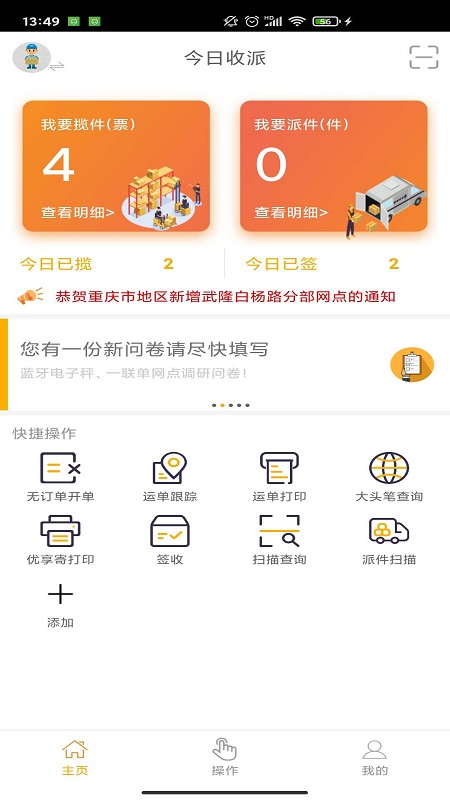 13:49
56
今日收派
我要揽件(票)
4
查看明细>
我要派件(件)
0
查看明细>
今日已揽 2
今日已签 2
恭贺重庆市地区新增武隆白杨路分部网点的通知
您有一份新问卷请尽快填写
蓝牙电子秤、一联单网点调研问卷!
快捷操作
无订单开单 运单跟踪 运单打印 大头笔查询
优享寄打印 签收 扫描查询 派件扫描
添加
主页 操作 我的